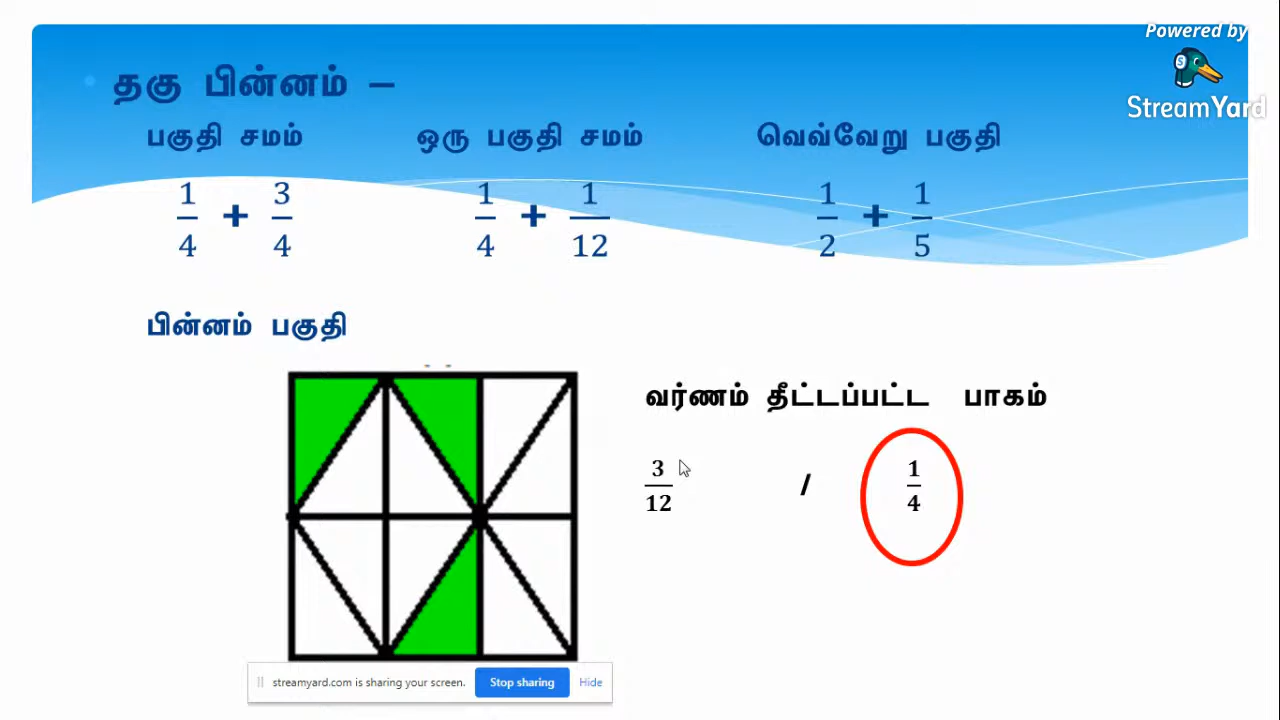 Powered by
StreamYard
• தகு பின்னம் –
பகுதி சமம் ஒரு பகுதி சமம் வெவ்வேறு பகுதி
1/4 + 3/4 1/4 + 1/12 1/2 + 1/5
பின்னம் பகுதி
வர்ணம் தீட்டப்பட்ட பாகம்
3/12 / 1/4
streamyard.com is sharing your screen. Stop sharing Hide